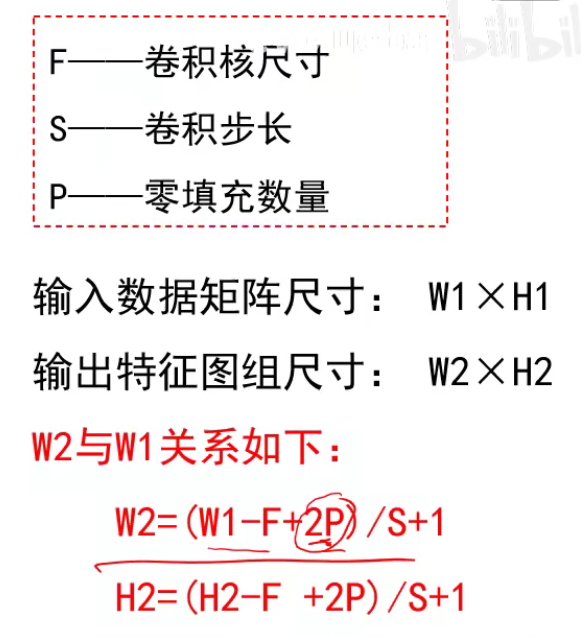 bilibili
F——卷积核尺寸
S——卷积步长
P——零填充数量
输入数据矩阵尺寸： W1×H1
输出特征图组尺寸： W2×H2
W2与W1关系如下：
W2=(W1-F+2P)/S+1
H2=(H2-F +2P)/S+1